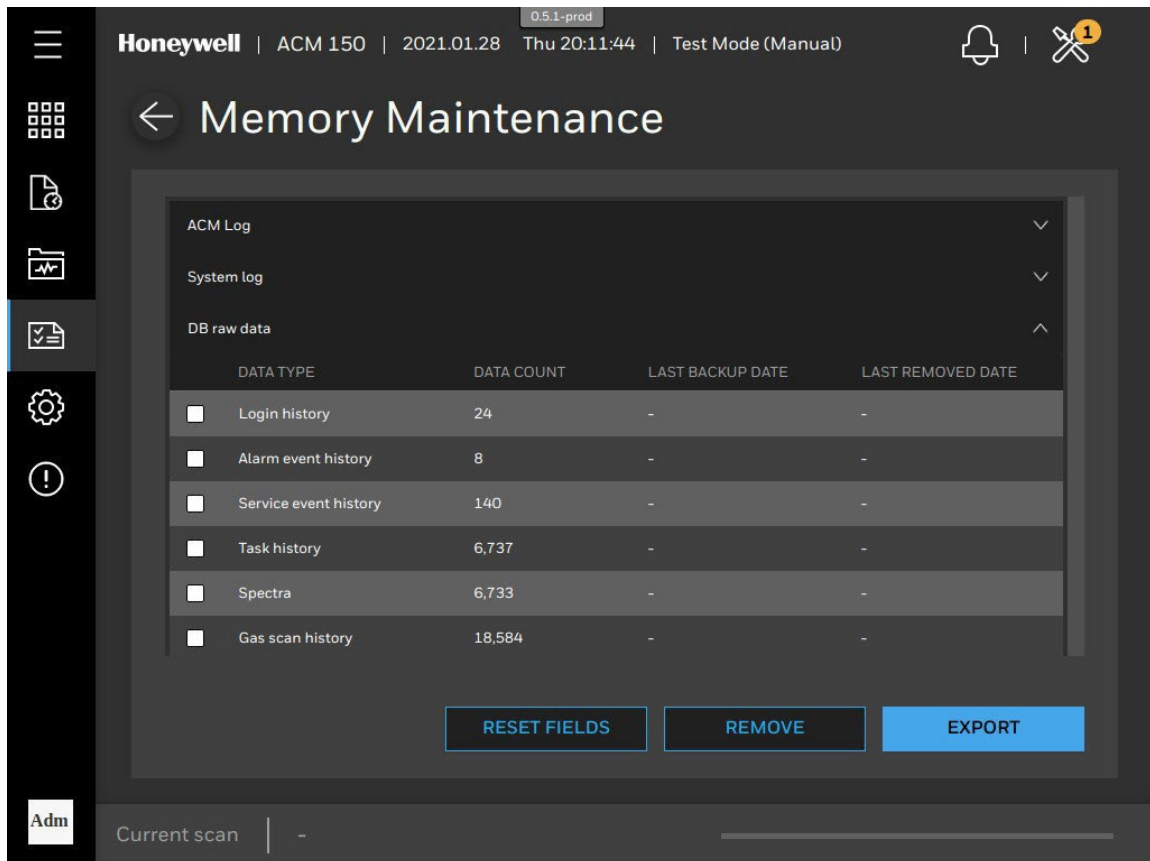 0.5.1-prod
Honeywell | ACM 150 | 2021.01.28 Thu 20:11:44 | Test Mode (Manual)
1
Memory Maintenance
ACM Log
System log
DB raw data
DATA TYPE DATA COUNT LAST BACKUP DATE LAST REMOVED DATE
Login history 24 - -
Alarm event history 8 - -
Service event history 140 - -
Task history 6,737 - -
Spectra 6,733 - -
Gas scan history 18,584 - -
RESET FIELDS REMOVE EXPORT
Adm
Current scan | -